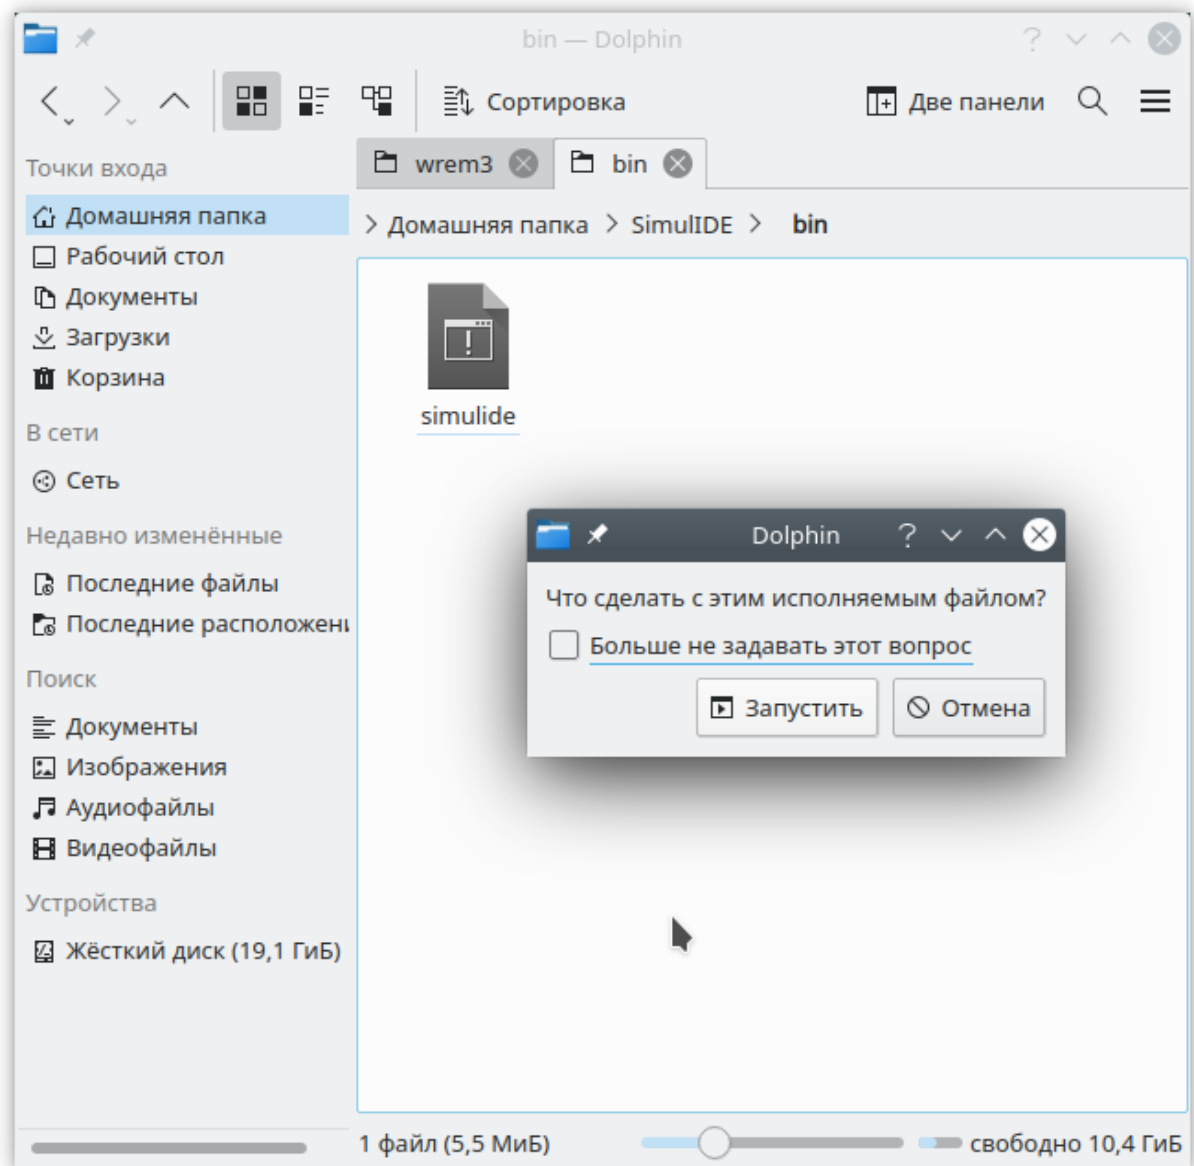 bin — Dolphin
Сортировка
Две панели
Точки входа
Домашняя папка
Рабочий стол
Документы
Загрузки
Корзина
В сети
Сеть
Недавно изменённые
Последние файлы
Последние расположен
Поиск
Документы
Изображения
Аудиофайлы
Видеофайлы
Устройства
Жёсткий диск (19,1 ГиБ)
wrem3
bin
> Домашняя папка > SimulIDE > bin
simulide
Dolphin
Что сделать с этим исполняемым файлом?
Больше не задавать этот вопрос
Запустить
Отмена
1 файл (5,5 МиБ)
свободно 10,4 ГиБ